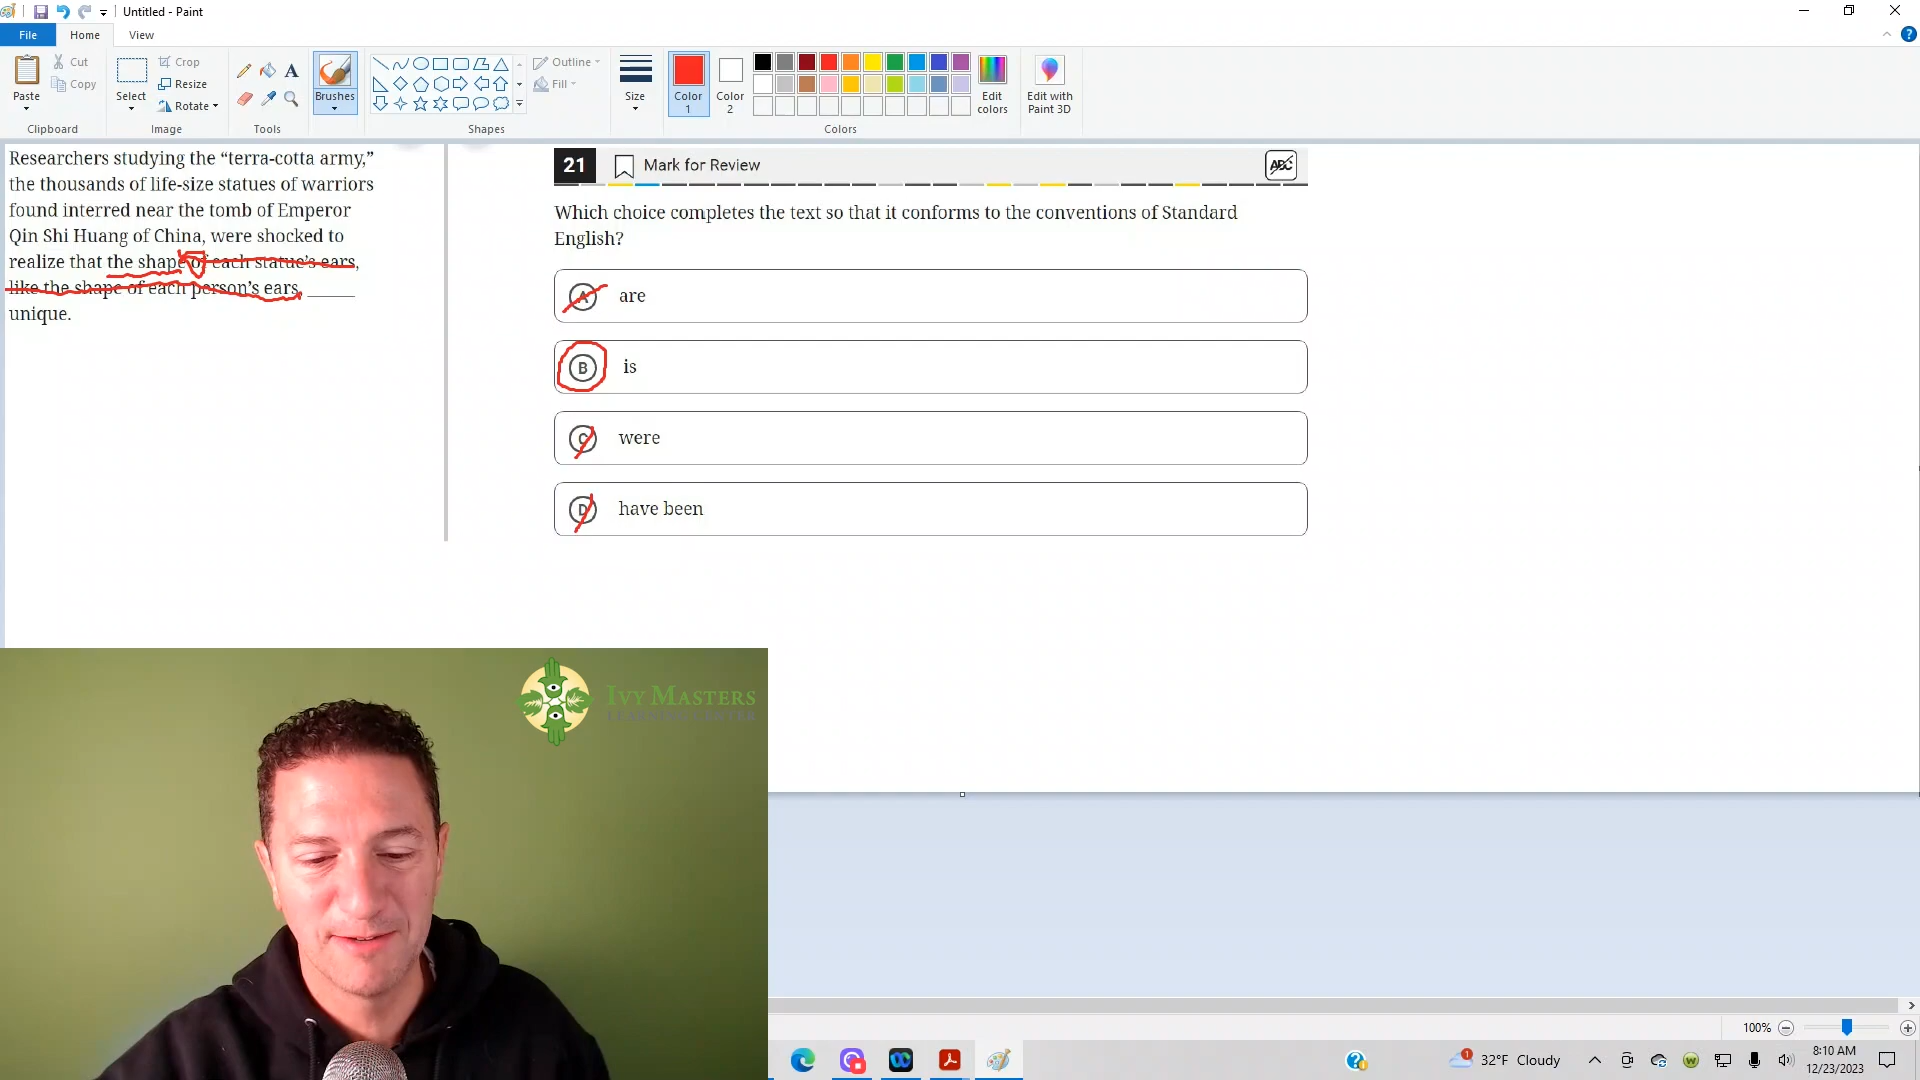 Untitled - Paint
File
Home
View
Paste
Cut
Copy
Clipboard
Select
Crop
Resize
Rotate
Image
A
Tools
Brushes
Outline
Fill
Shapes
Size
Color 1
Color 2
Edit colors
Edit with Paint 3D
Colors
Researchers studying the “terra-cotta army,”
the thousands of life-size statues of warriors
found interred near the tomb of Emperor
Qin Shi Huang of China, were shocked to
realize that the shape of each statue’s ears,
like the shape of each person’s ears, _____
unique.
21 Mark for Review ABC
Which choice completes the text so that it conforms to the conventions of Standard
English?
A are
B is
C were
D have been
IVY MASTERS
LEARNING CENTER
100%
1 32°F Cloudy
8:10 AM
12/23/2023